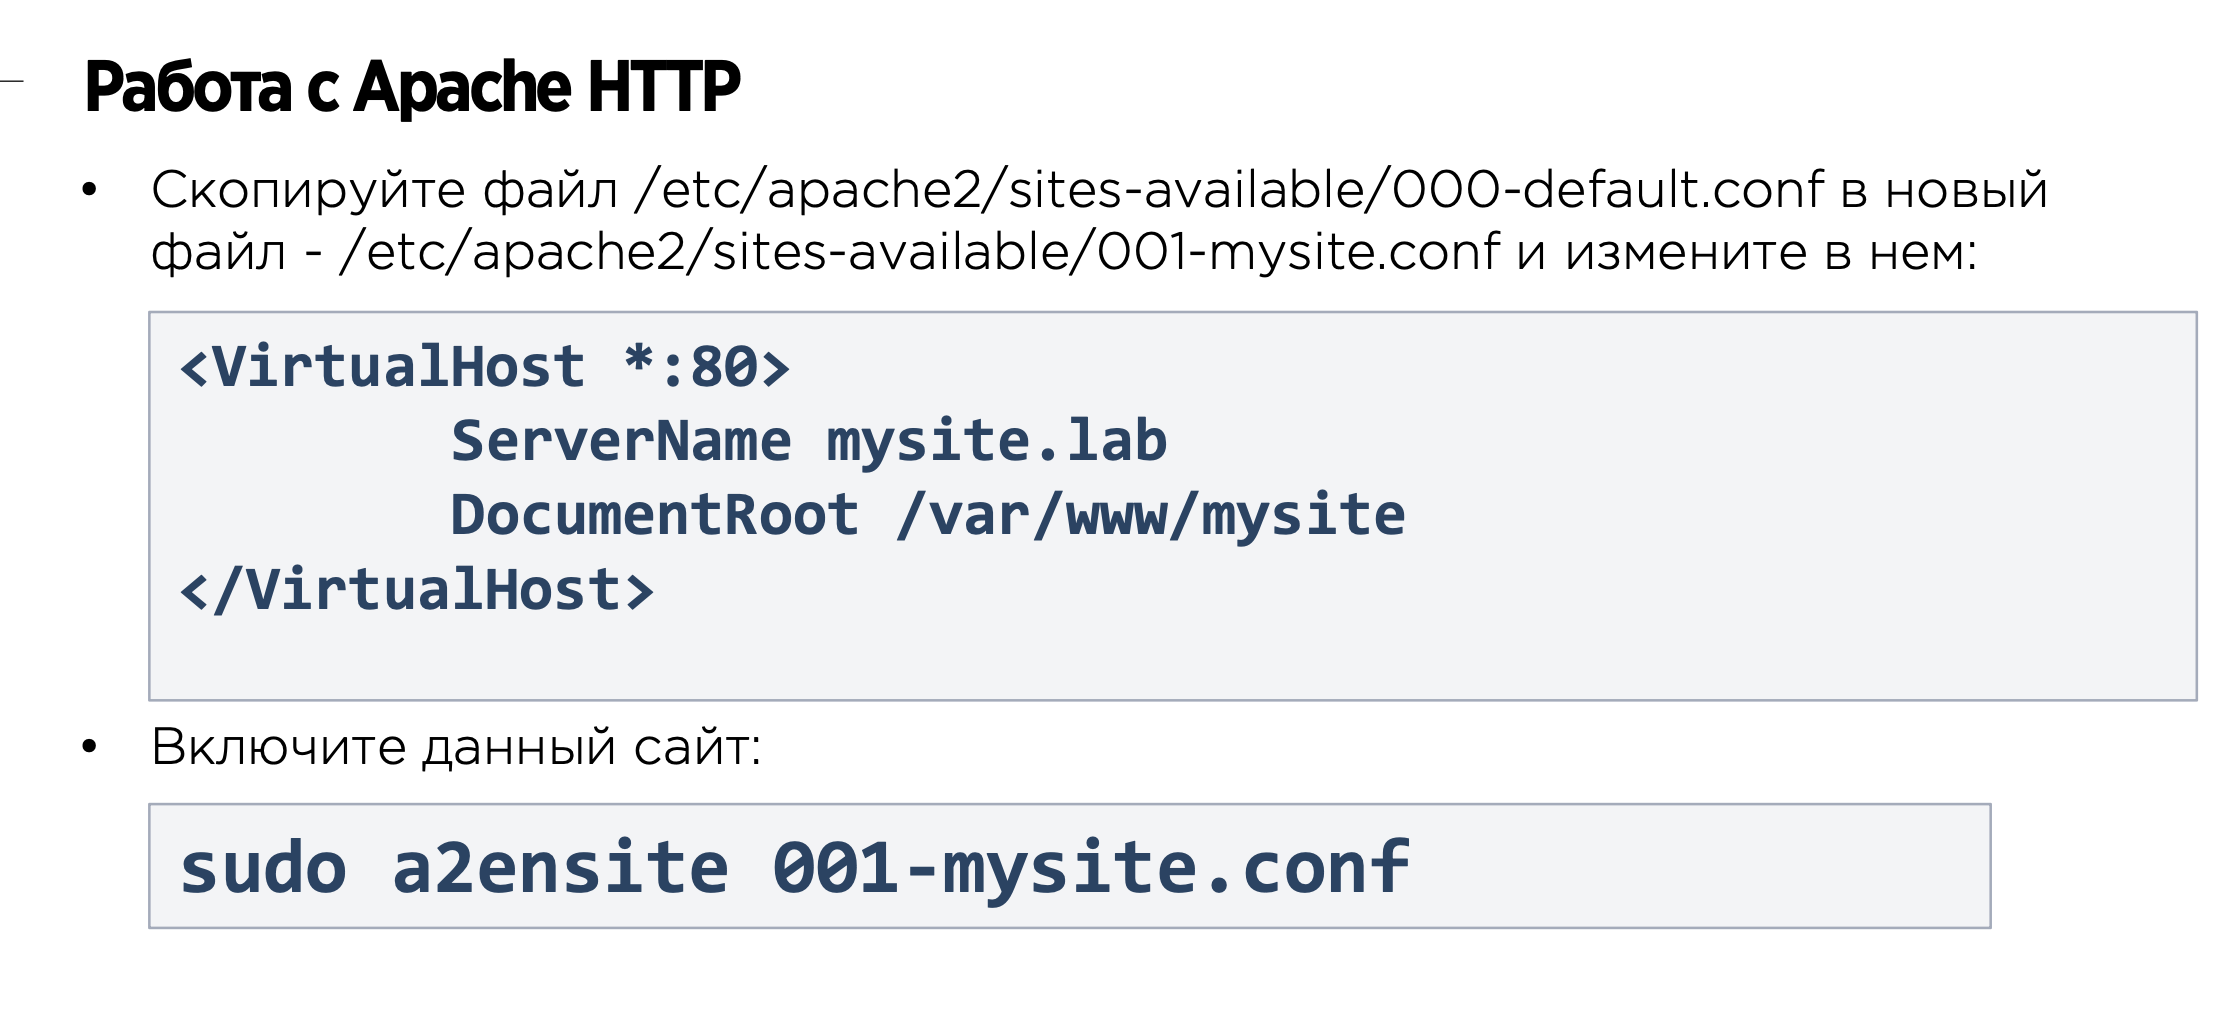 Работа с Apache HTTP
• Скопируйте файл /etc/apache2/sites-available/000-default.conf в новый
файл - /etc/apache2/sites-available/001-mysite.conf и измените в нем:
<VirtualHost *:80>
        ServerName mysite.lab
        DocumentRoot /var/www/mysite
</VirtualHost>
• Включите данный сайт:
sudo a2ensite 001-mysite.conf